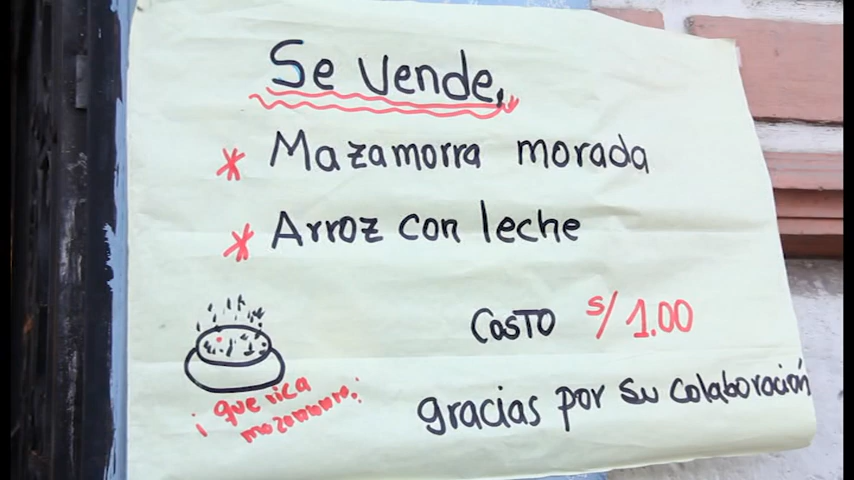 Se Vende,
* Mazamorra morada
* Arroz con leche
Costo S/ 1.00
¡ que rica
mazamorra!
gracias por su colaboración